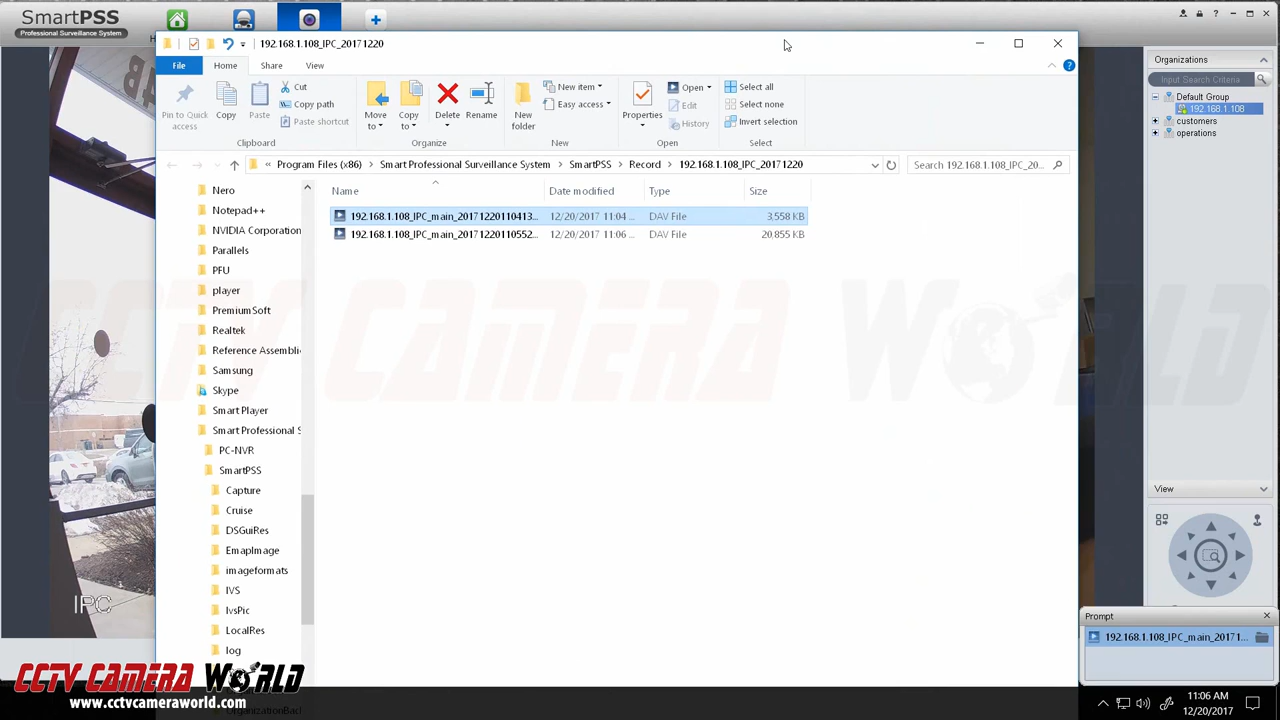 SmartPSS
Professional Surveillance System
192.168.1.108_IPC_20171220
File Home Share View
Pin to Quick access
Copy
Paste
Cut
Copy path
Paste shortcut
Clipboard
Move to
Copy to
Delete
Rename
Organize
New folder
New item
Easy access
New
Properties
Open
Edit
History
Open
Select all
Select none
Invert selection
Select
« Program Files (x86) > Smart Professional Surveillance System > SmartPSS > Record > 192.168.1.108_IPC_20171220
Search 192.168.1.108_IPC_20...
Name Date modified Type Size
192.168.1.108_IPC_main_20171220110413... 12/20/2017 11:04 ... DAV File 3,558 KB
192.168.1.108_IPC_main_20171220110552... 12/20/2017 11:06 ... DAV File 20,855 KB
Nero
Notepad++
NVIDIA Corporation
Parallels
PFU
player
PremiumSoft
Realtek
Reference Assembli
Samsung
Skype
Smart Player
Smart Professional S
PC-NVR
SmartPSS
Capture
Cruise
DSGuiRes
EmapImage
imageformats
IVS
IvsPic
LocalRes
log
Organizations
Input Search Criteria
Default Group
192.168.1.108
customers
operations
View
Prompt
192.168.1.108_IPC_main_20171...
IPC
CCTV CAMERA WORLD
CCTV CAMERA WORLD
www.cctvcameraworld.com
11:06 AM
12/20/2017